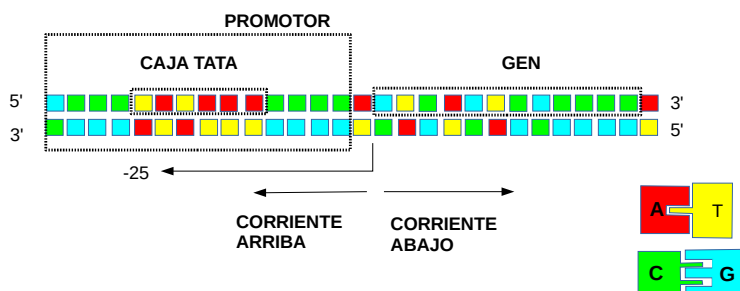 PROMOTOR
CAJA TATA
GEN
5'
3'
3'
5'
-25
CORRIENTE
ARRIBA
CORRIENTE
ABAJO
A
T
C
G